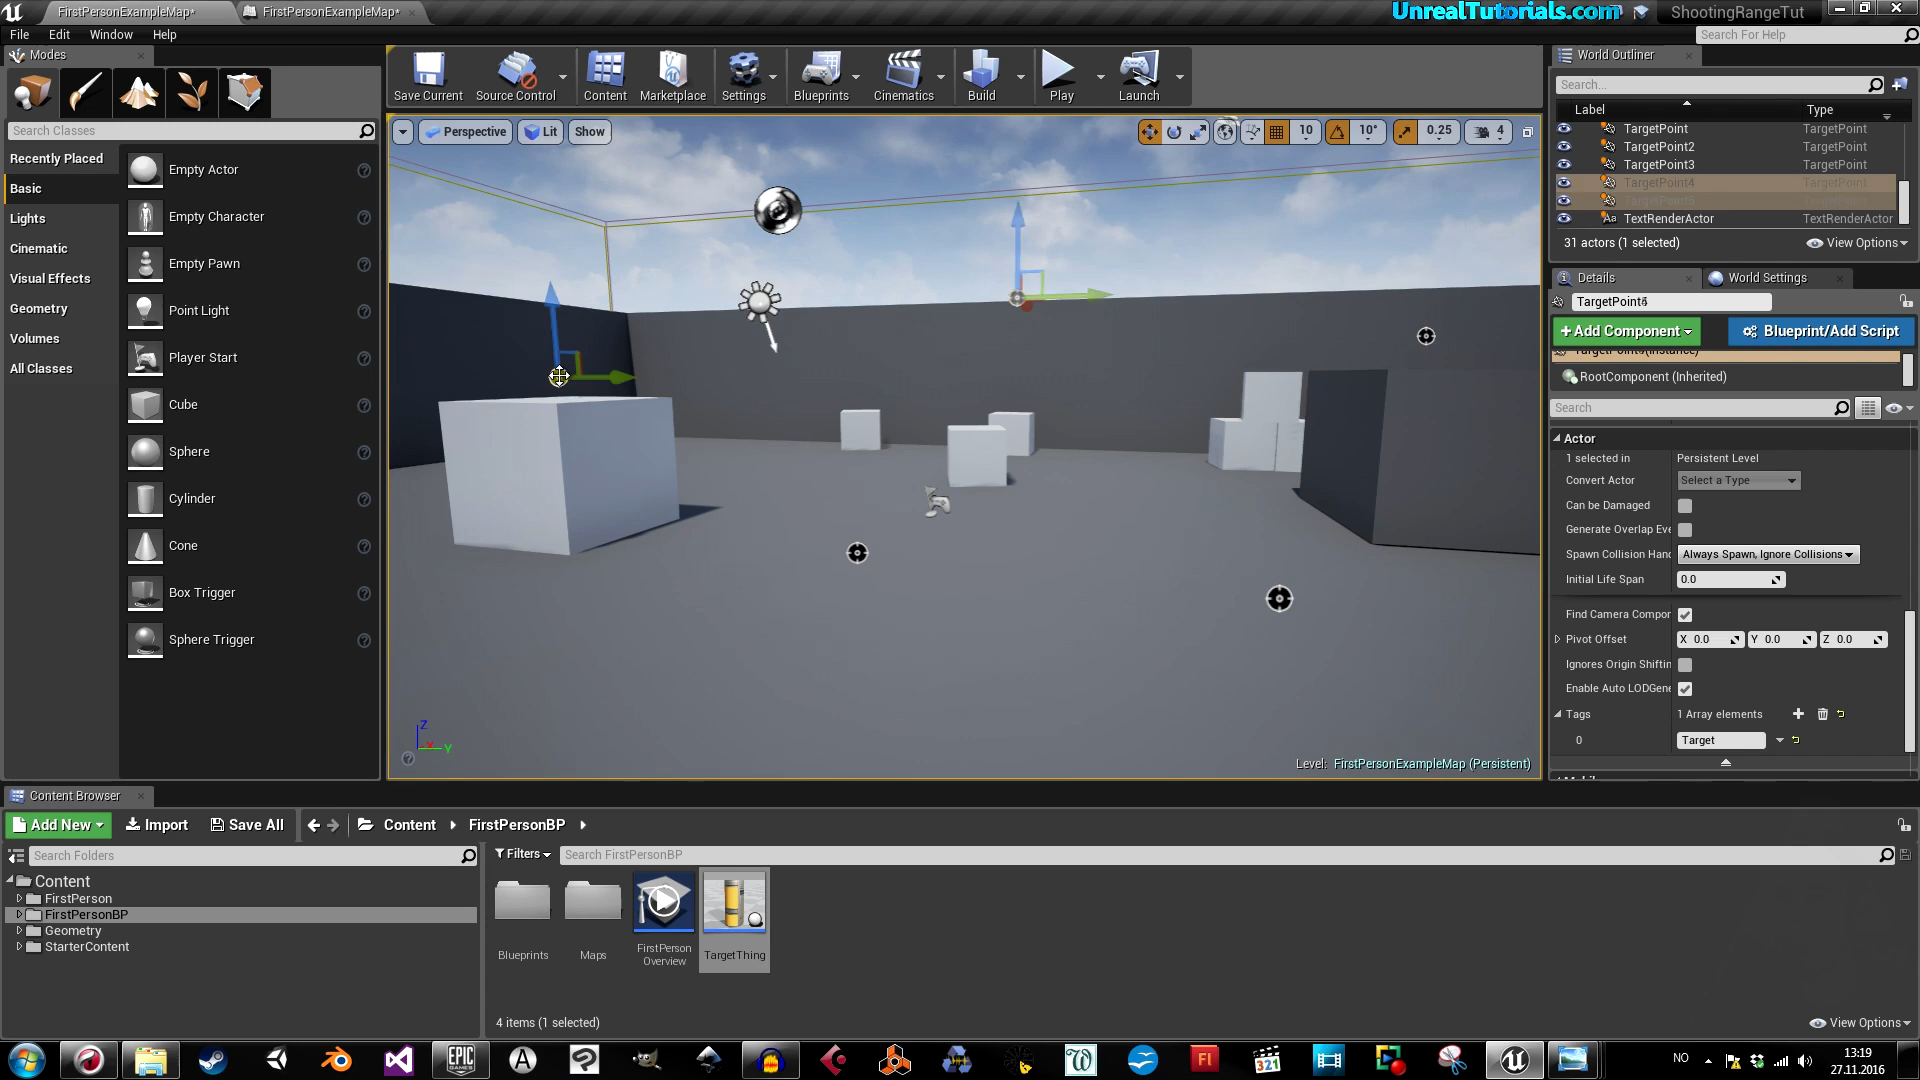 FirstPersonExampleMap*
FirstPersonExampleMap*
UnrealTutorials.com
ShootingRangeTut
File
Edit
Window
Help
Search For Help
Modes
Search Classes
Recently Placed
Basic
Lights
Cinematic
Visual Effects
Geometry
Volumes
All Classes
Empty Actor
Empty Character
Empty Pawn
Point Light
Player Start
Cube
Sphere
Cylinder
Cone
Box Trigger
Sphere Trigger
Save Current
Source Control
Content
Marketplace
Settings
Blueprints
Cinematics
Build
Play
Launch
Perspective
Lit
Show
10
10°
0.25
4
Level: FirstPersonExampleMap (Persistent)
World Outliner
Search...
Label
Type
TargetPoint TargetPoint
TargetPoint2 TargetPoint
TargetPoint3 TargetPoint
TargetPoint4 TargetPoint
TextRenderActor TextRenderActor
31 actors (1 selected)
View Options
Details
World Settings
+Add Component
Blueprint/Add Script
RootComponent (Inherited)
Search
Actor
1 selected in Persistent Level
Convert Actor Select a Type
Can be Damaged
Generate Overlap Eve
Spawn Collision Hanc Always Spawn, Ignore Collisions
Initial Life Span 0.0
Find Camera Compor
Pivot Offset X 0.0 Y 0.0 Z 0.0
Ignores Origin Shiftin
Enable Auto LODGene
Tags 1 Array elements
0 Target
Content Browser
Add New
Import
Save All
Content
FirstPersonBP
Search Folders
Content
FirstPerson
FirstPersonBP
Geometry
StarterContent
Filters
Search FirstPersonBP
Blueprints
Maps
FirstPerson
Overview
TargetThing
4 items (1 selected)
View Options
NO
13:19
27.11.2016